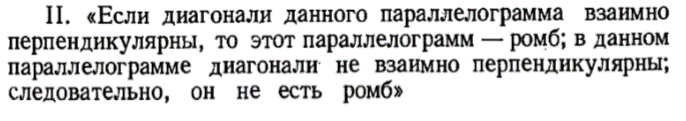 II. «Если диагонали данного параллелограмма взаимно
перпендикулярны, то этот параллелограмм — ромб; в данном
параллелограмме диагонали не взаимно перпендикулярны;
следовательно, он не есть ромб»